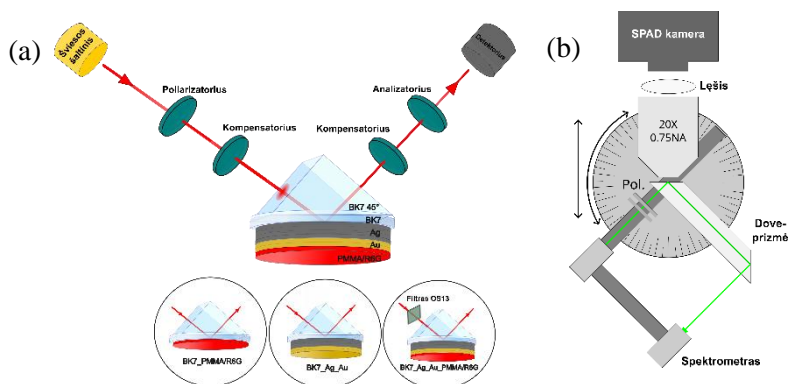 (a)
Šviesos
šaltinis
Poliarizatorius
Kompensatorius
Kompensatorius
Analizatorius
Detektorius
BK7 45°
BK7
Ag
Au
PMMA/R6G
BK7_PMMA/R6G
BK7_Ag_Au
Filtras OS13
BK7_Ag_Au_PMMA/R6G
(b)
SPAD kamera
Lęšis
20X
0.75NA
Pol.
Dove-
prizmė
Spektrometras